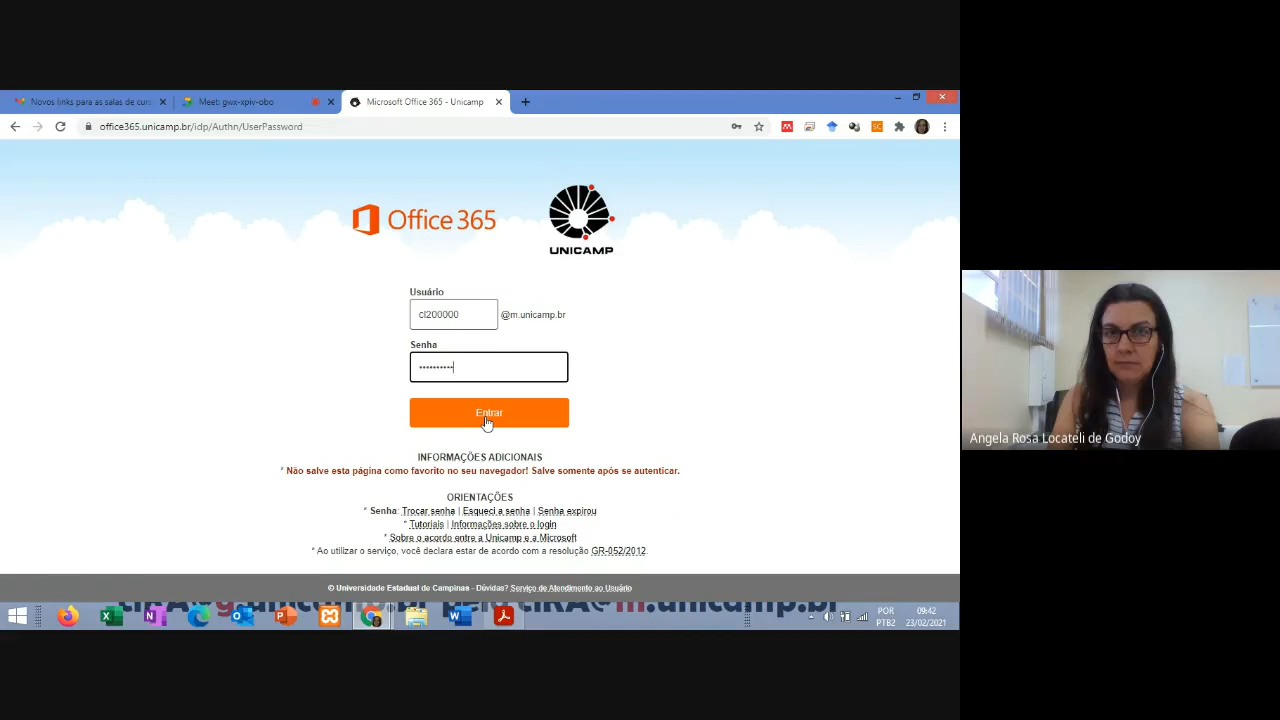 Novos links para as salas de curs
Meet: gwx-xpiv-obo
Microsoft Office 365 - Unicamp
office365.unicamp.br/idp/Authn/UserPassword
SC
Office 365
UNICAMP
Usuário
cl200000 @m.unicamp.br
Senha
••••••••••
Entrar
INFORMAÇÕES ADICIONAIS
* Não salve esta página como favorito no seu navegador! Salve somente após se autenticar.
ORIENTAÇÕES
* Senha: Trocar senha | Esqueci a senha | Senha expirou
* Tutoriais | Informações sobre o login
* Sobre o acordo entre a Unicamp e a Microsoft
* Ao utilizar o serviço, você declara estar de acordo com a resolução GR-052/2012.
© Universidade Estadual de Campinas - Dúvidas? Serviço de Atendimento ao Usuário
POR
PTB2
09:42
23/02/2021
Angela Rosa Locateli de Godoy